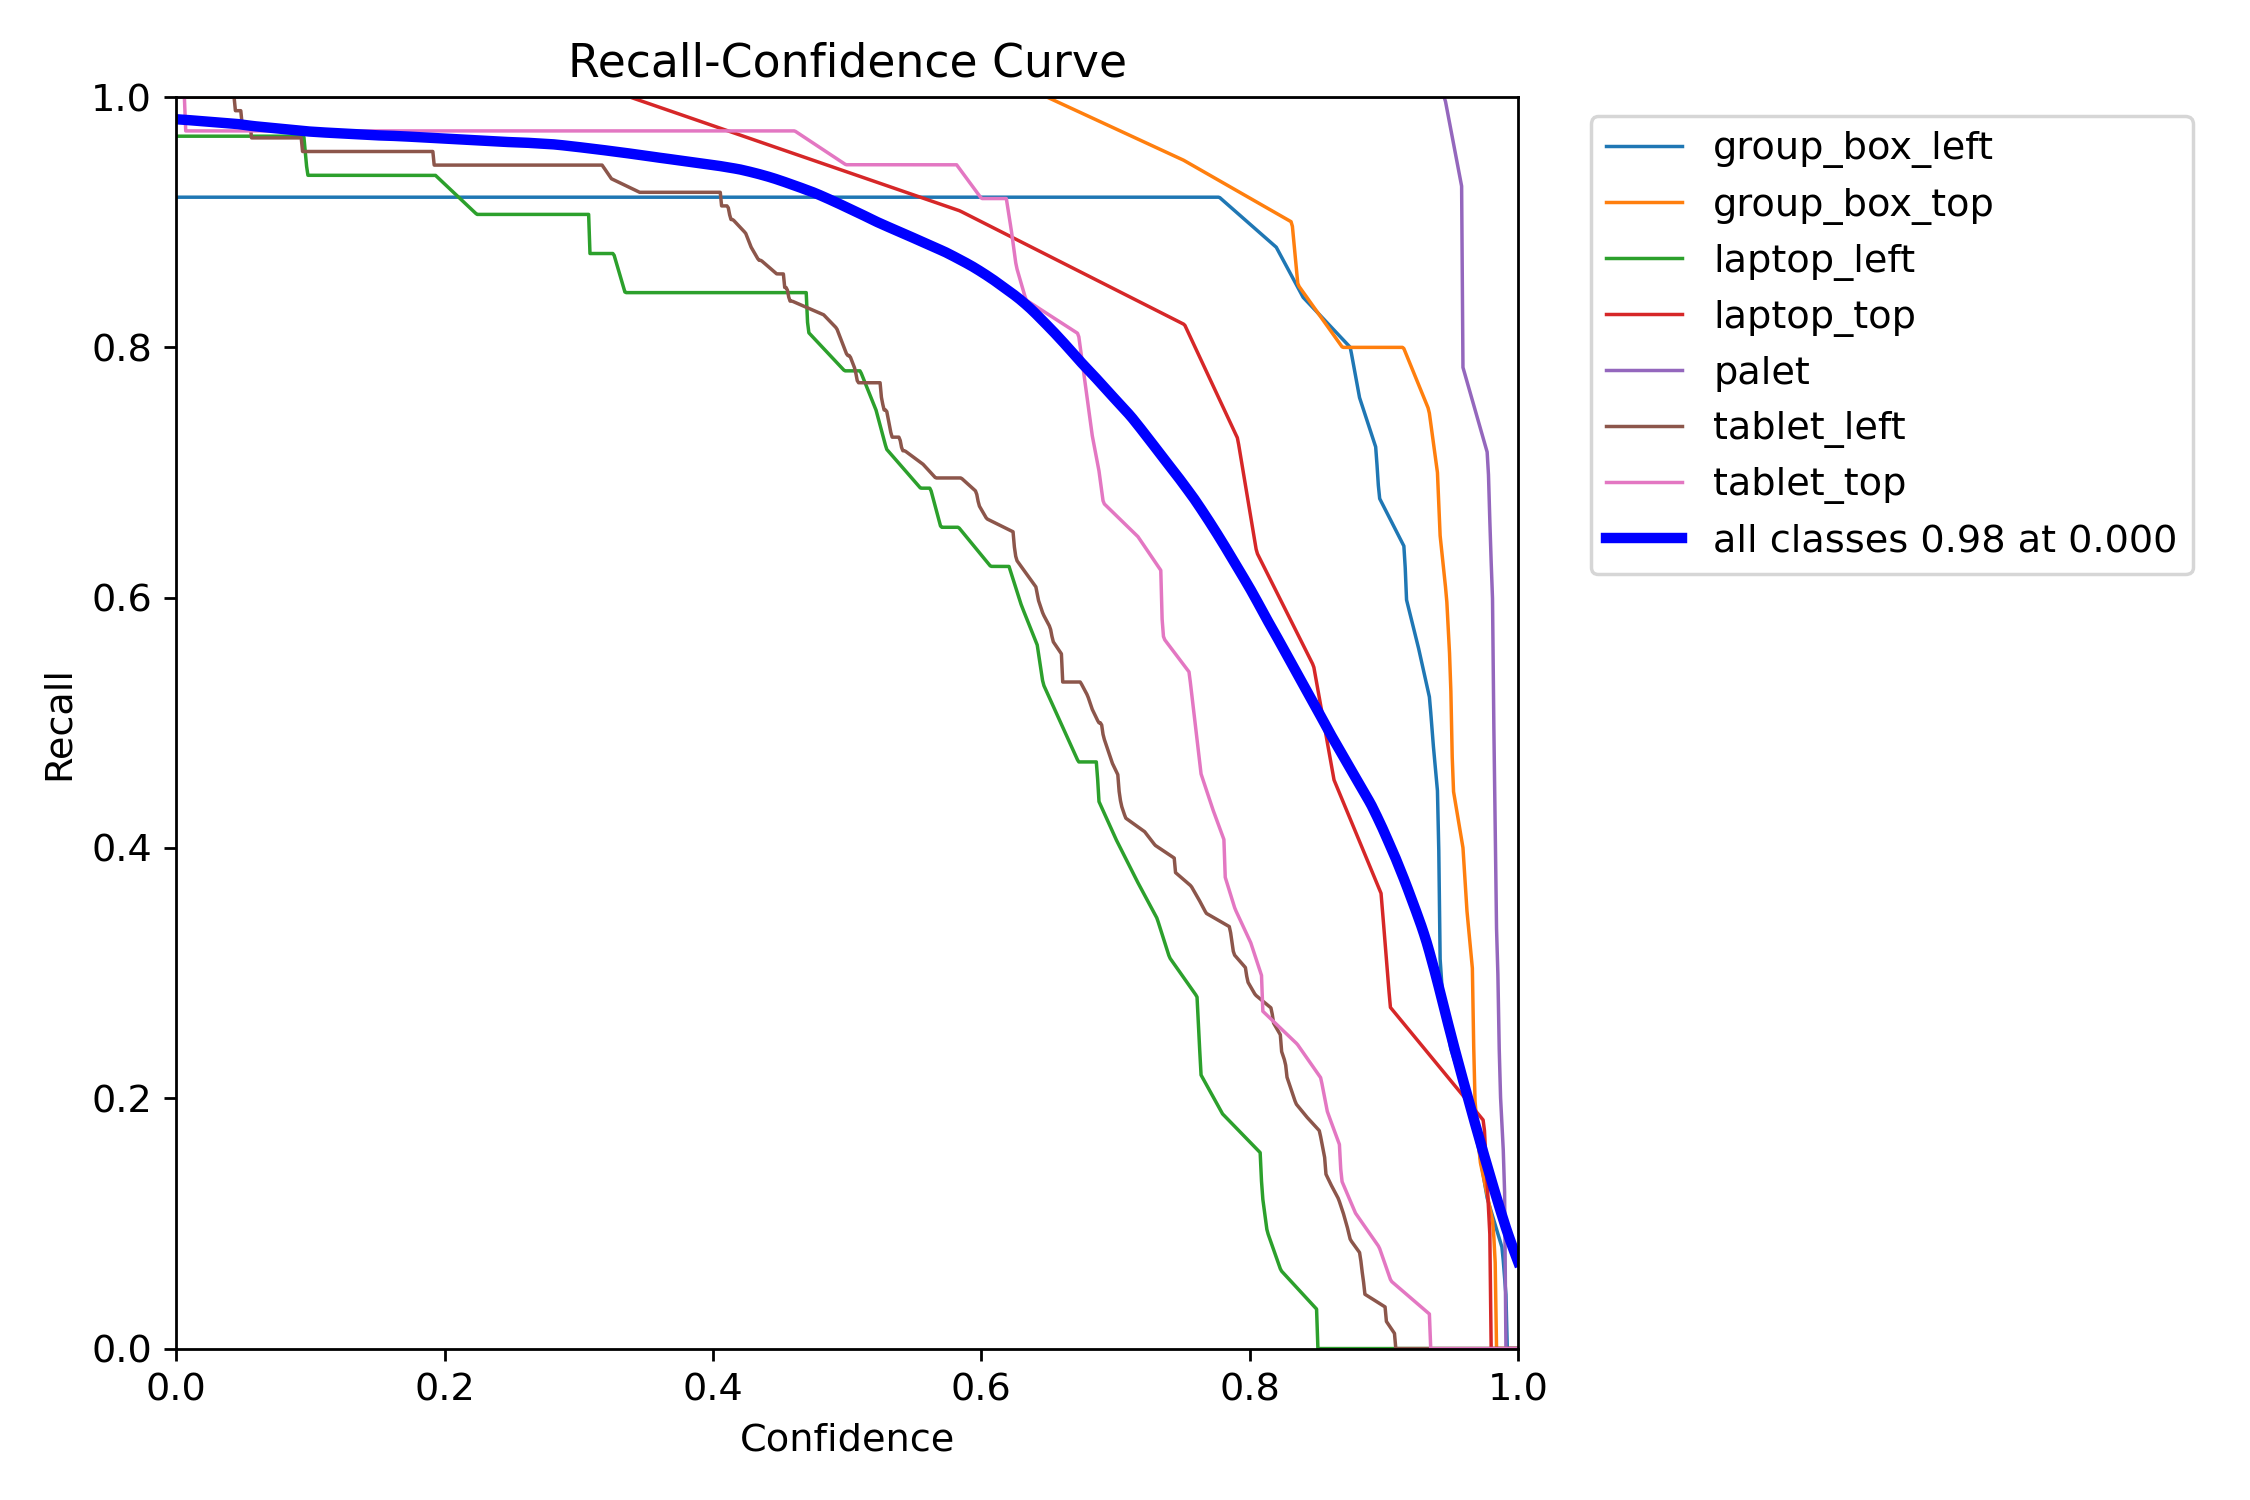 Recall-Confidence Curve
1.0
0.8
0.6
0.4
0.2
0.0
Recall
0.0 0.2 0.4 0.6 0.8 1.0
Confidence
group_box_left
group_box_top
laptop_left
laptop_top
palet
tablet_left
tablet_top
all classes 0.98 at 0.000